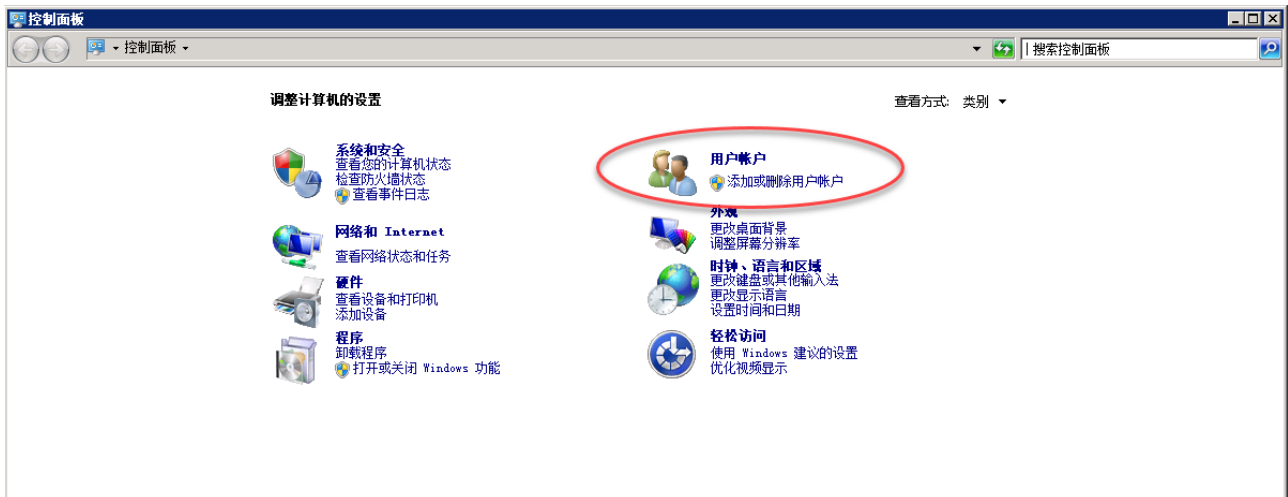 控制面板
控制面板
搜索控制面板
调整计算机的设置
查看方式: 类别
系统和安全
查看您的计算机状态
检查防火墙状态
查看事件日志
网络和 Internet
查看网络状态和任务
硬件
查看设备和打印机
添加设备
程序
卸载程序
打开或关闭 Windows 功能
用户帐户
添加或删除用户帐户
外观
更改桌面背景
调整屏幕分辨率
时钟、语言和区域
更改键盘或其他输入法
更改显示语言
设置时间和日期
轻松访问
使用 Windows 建议的设置
优化视频显示